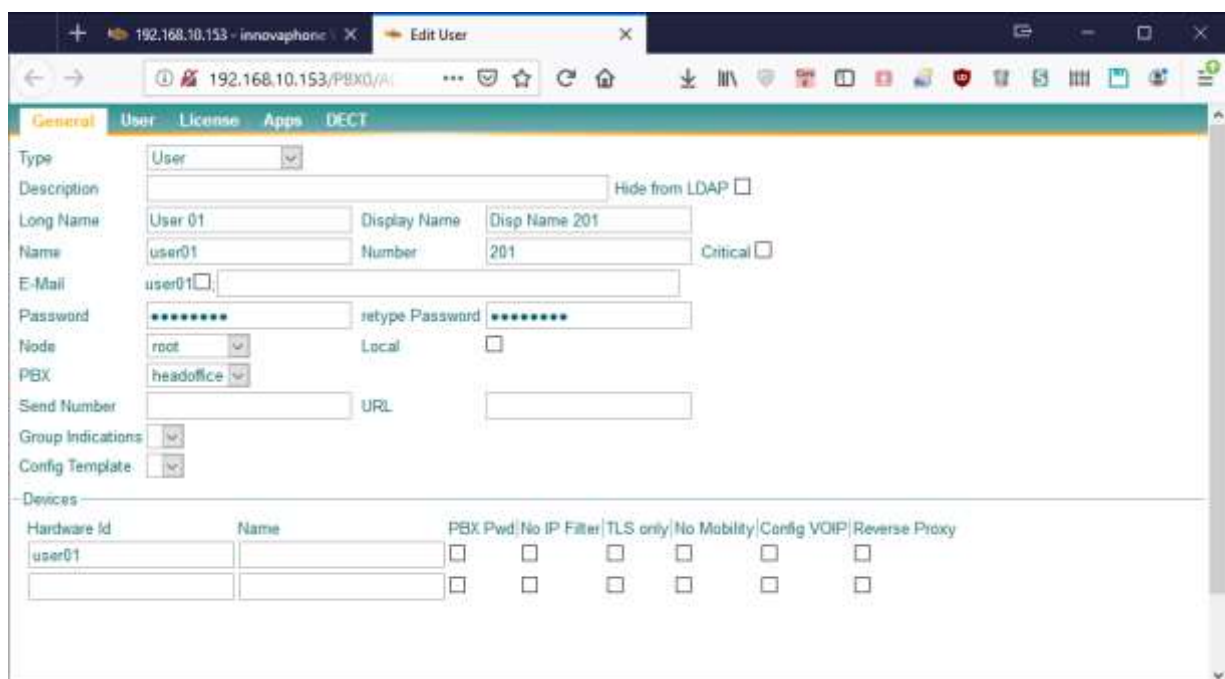 192.168.10.153 - innovaphone
Edit User
192.168.10.153/PBX0/A
General User License Apps DECT
Type User
Description Hide from LDAP
Long Name User 01 Display Name Disp Name 201
Name user01 Number 201 Critical
E-Mail user01 ;
Password •••••••• retype Password ••••••••
Node root Local
PBX headoffice
Send Number URL
Group Indications
Config Template
Devices
Hardware Id Name PBX Pwd No IP Filter TLS only No Mobility Config VOIP Reverse Proxy
user01